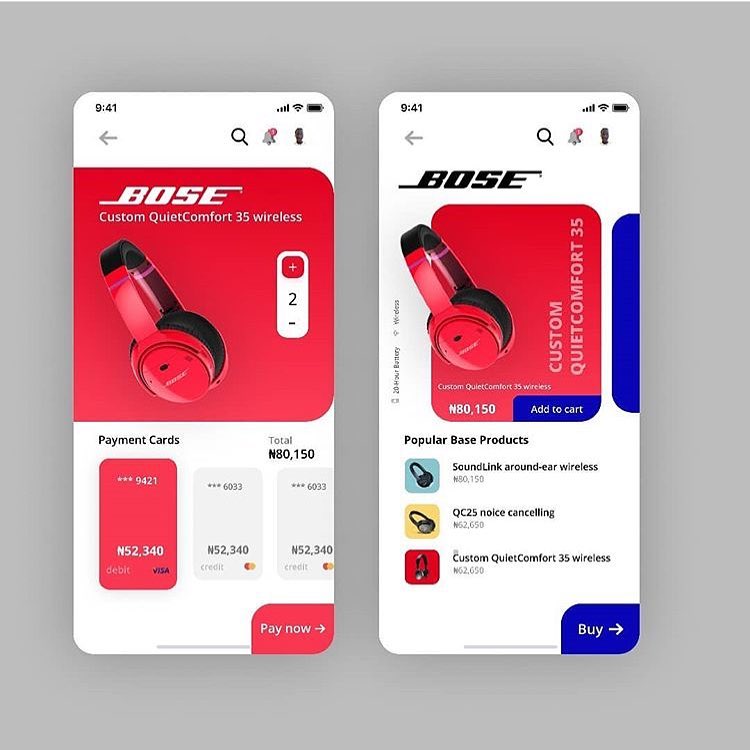 9:41
BOSE
Custom QuietComfort 35 wireless
+
2
-
BOSE
Payment Cards
Total
₦80,150
*** 9421
₦52,340
debit
VISA
*** 6033
₦52,340
credit
*** 6033
₦52,340
credit
Pay now →
9:41
BOSE
CUSTOM
QUIETCOMFORT 35
Wireless
20-Hour Battery
BOSE
Custom QuietComfort 35 wireless
₦80,150
Add to cart
Popular Base Products
SoundLink around-ear wireless
₦80,150
QC25 noice cancelling
₦62,650
Custom QuietComfort 35 wireless
₦62,650
Buy →